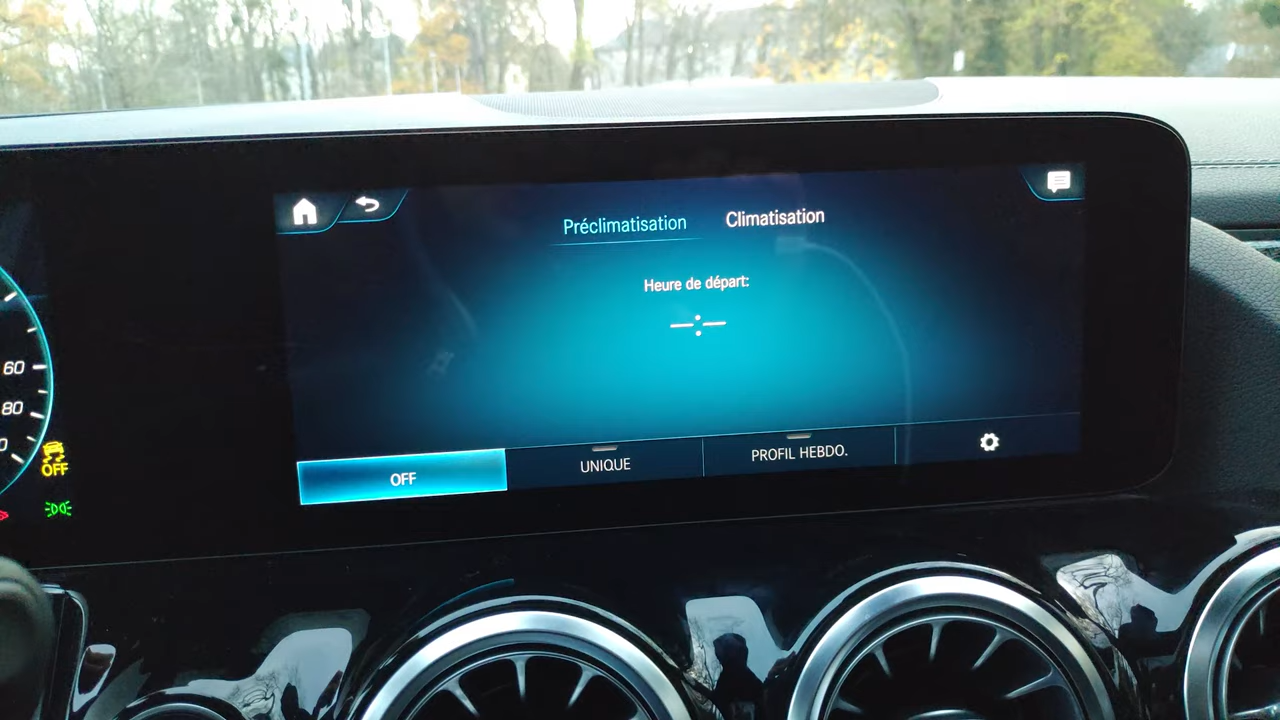 Préclimatisation
Climatisation
Heure de départ:
OFF
UNIQUE
PROFIL HEBDO.
60
80
OFF